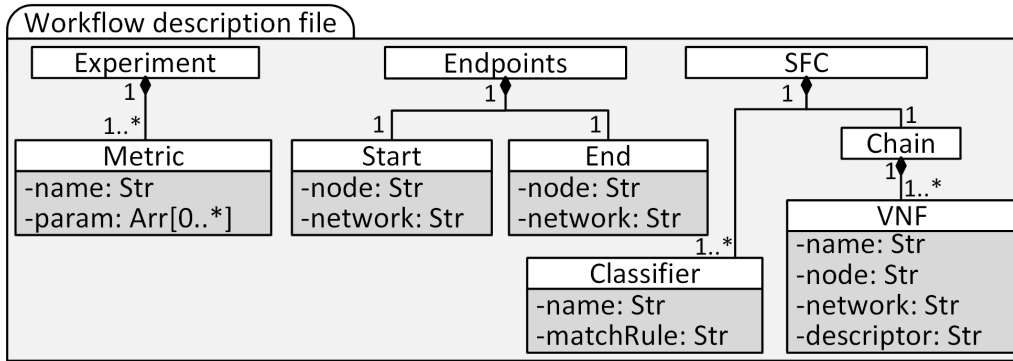 Workflow description file
Experiment
1
1..*
Metric
-name: Str
-param: Arr[0..*]
Endpoints
1
1
1
Start
-node: Str
-network: Str
End
-node: Str
-network: Str
SFC
1
1
Chain
1
1..*
VNF
-name: Str
-node: Str
-network: Str
-descriptor: Str
1..*
Classifier
-name: Str
-matchRule: Str